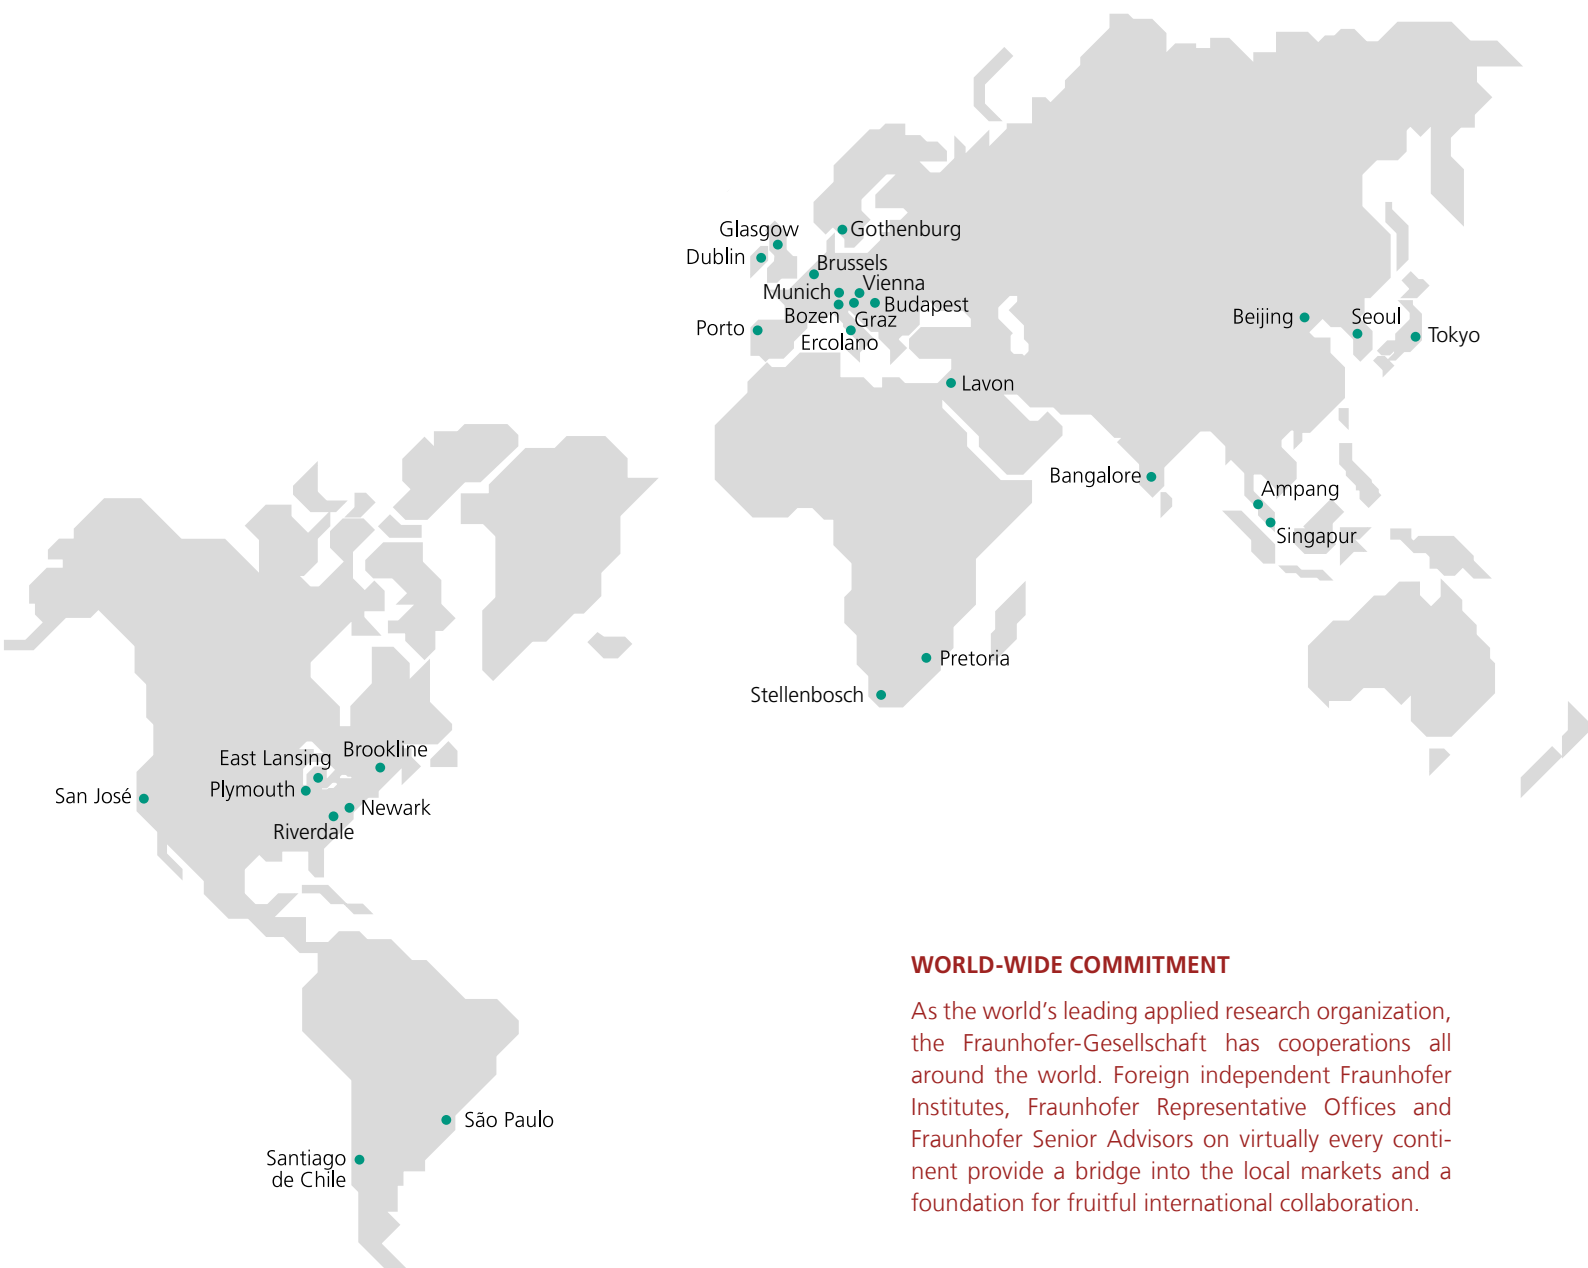 Glasgow
Gothenburg
Dublin
Brussels
Munich
Vienna
Bozen
Graz
Budapest
Porto
Ercolano
Beijing
Seoul
Tokyo
Lavon
Bangalore
Ampang
Singapur
Pretoria
Stellenbosch
East Lansing
Brookline
San José
Plymouth
Newark
Riverdale
São Paulo
Santiago
de Chile
WORLD-WIDE COMMITMENT
As the world’s leading applied research organization,
the Fraunhofer-Gesellschaft has cooperations all
around the world. Foreign independent Fraunhofer
Institutes, Fraunhofer Representative Offices and
Fraunhofer Senior Advisors on virtually every conti-
nent provide a bridge into the local markets and a
foundation for fruitful international collaboration.